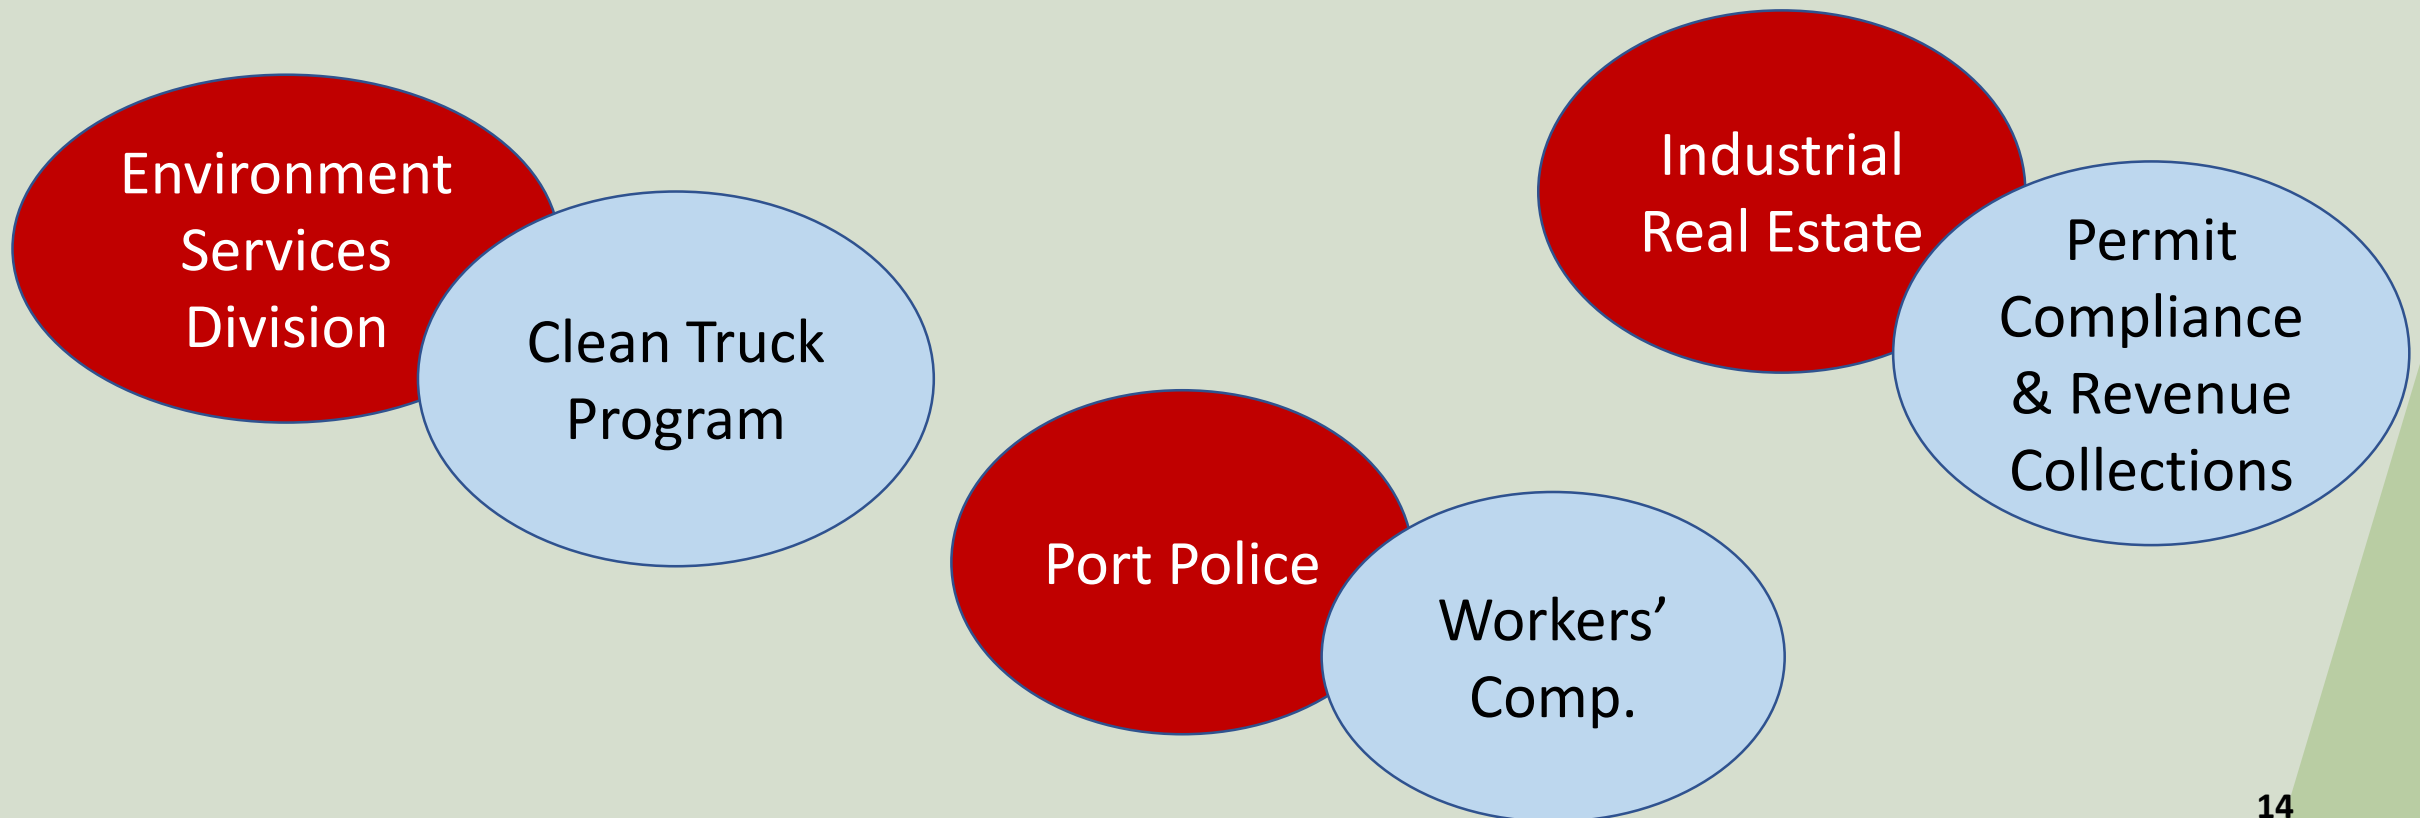 Environment
Services
Division
Clean Truck
Program
Port Police
Workers’
Comp.
Industrial
Real Estate
Permit
Compliance
& Revenue
Collections
14